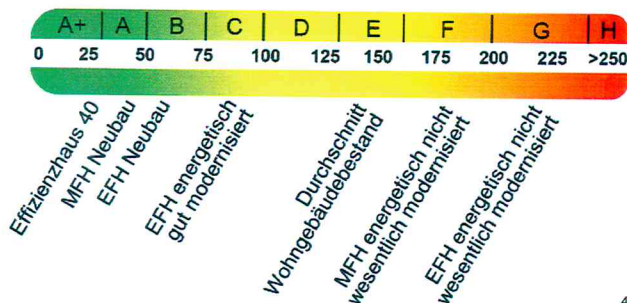 A+ A B C D E F G H
0 25 50 75 100 125 150 175 200 225 >250
Effizienzhaus 40
MFH Neubau
EFH Neubau
EFH energetisch
gut modernisiert
Durchschnitt
Wohngebäudebestand
MFH energetisch nicht
wesentlich modernisiert
EFH energetisch nicht
wesentlich modernisiert